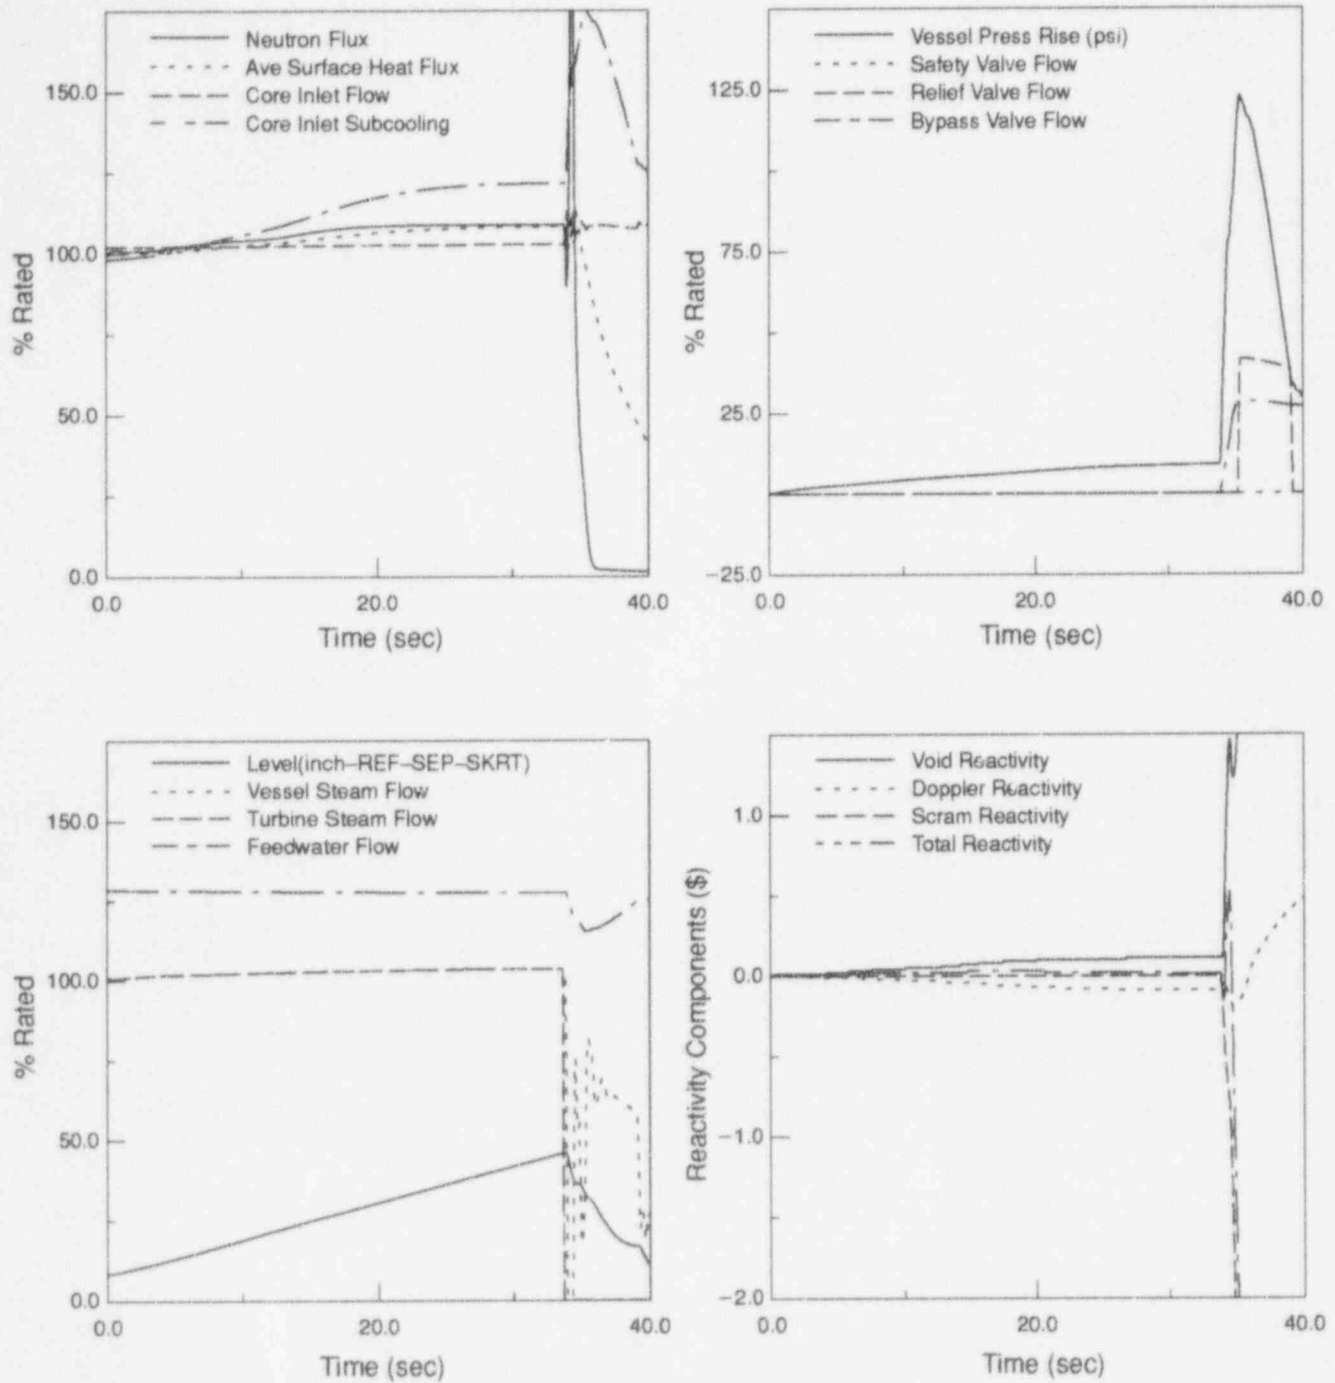 Neutron Flux
Ave Surface Heat Flux
Core Inlet Flow
Core Inlet Subcooling
150.0
100.0
50.0
0.0
% Rated
0.0
20.0
40.0
Time (sec)
Vessel Press Rise (psi)
Safety Valve Flow
Relief Valve Flow
Bypass Valve Flow
125.0
75.0
25.0
−25.0
% Rated
0.0
20.0
40.0
Time (sec)
Level(inch–REF–SEP–SKRT)
Vessel Steam Flow
Turbine Steam Flow
Feedwater Flow
150.0
100.0
50.0
0.0
% Rated
0.0
20.0
40.0
Time (sec)
Void Reactivity
Doppler Reactivity
Scram Reactivity
Total Reactivity
1.0
0.0
−1.0
−2.0
Reactivity Components ($)
0.0
20.0
40.0
Time (sec)